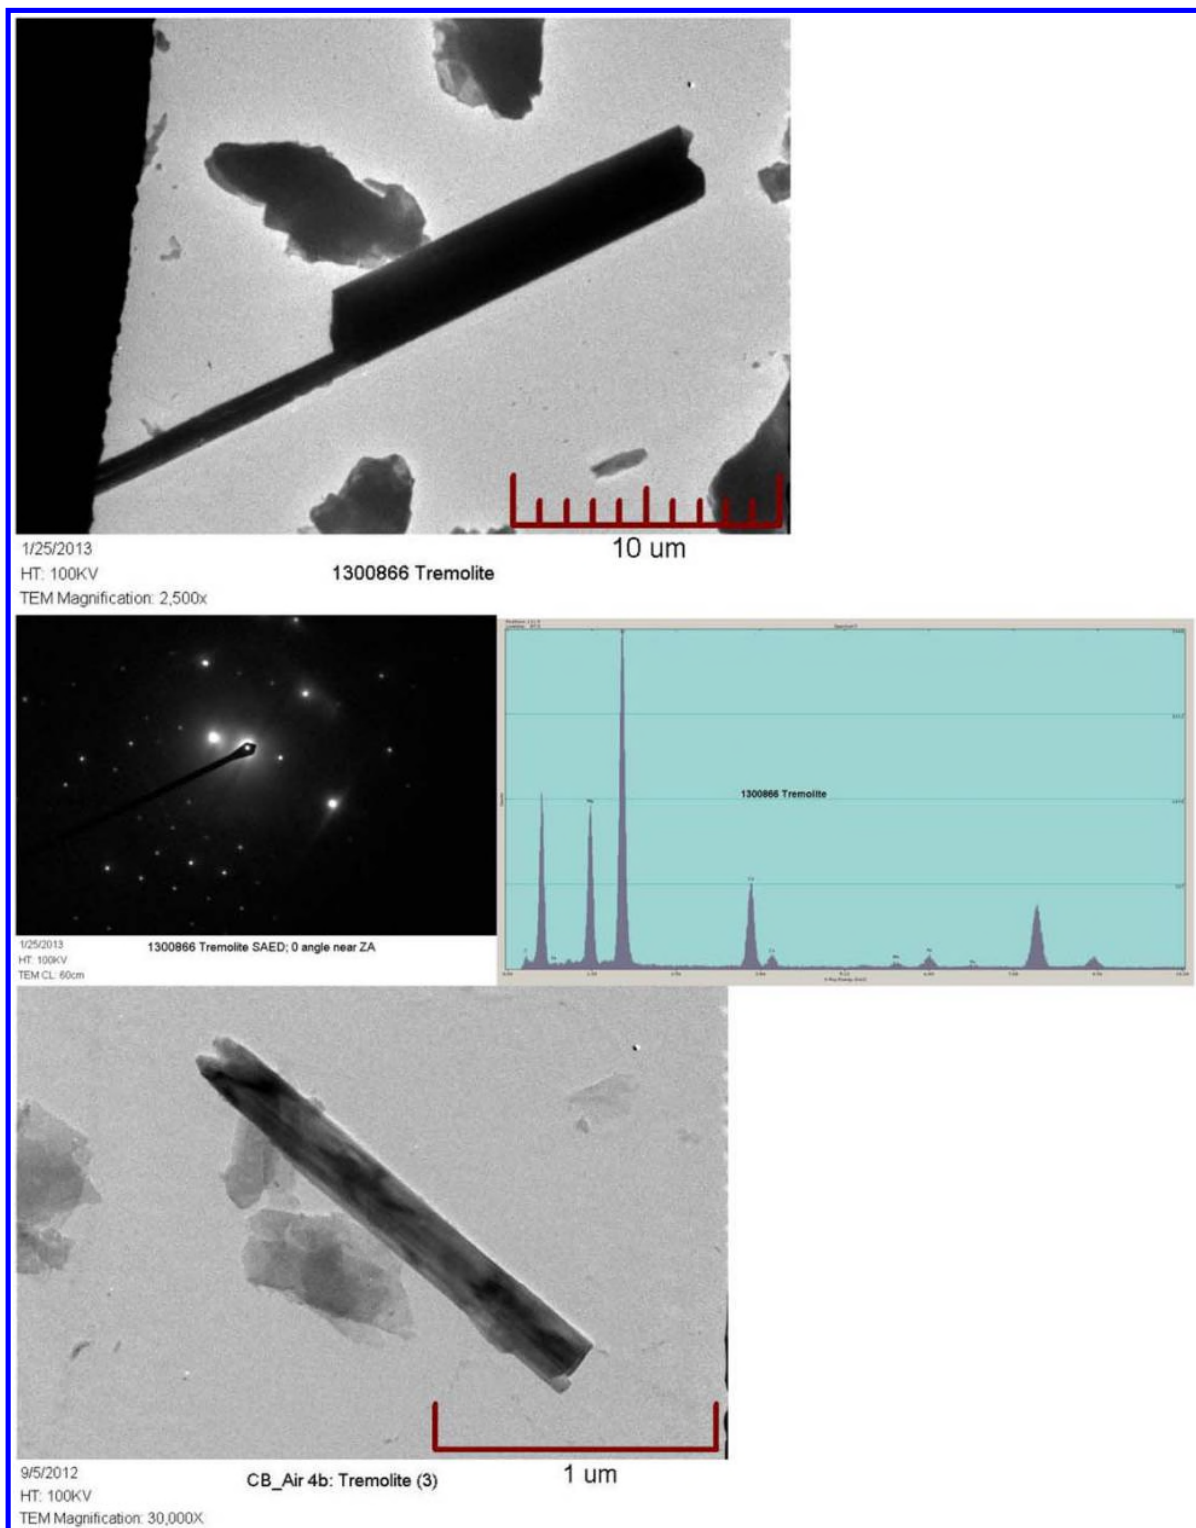 10 um
1/25/2013
HT: 100KV
TEM Magnification: 2,500x
1300866 Tremolite
1300866 Tremolite
1/25/2013
HT: 100KV
TEM CL: 60cm
1300866 Tremolite SAED; 0 angle near ZA
1 um
9/5/2012
HT: 100KV
TEM Magnification: 30,000X
CB_Air 4b: Tremolite (3)